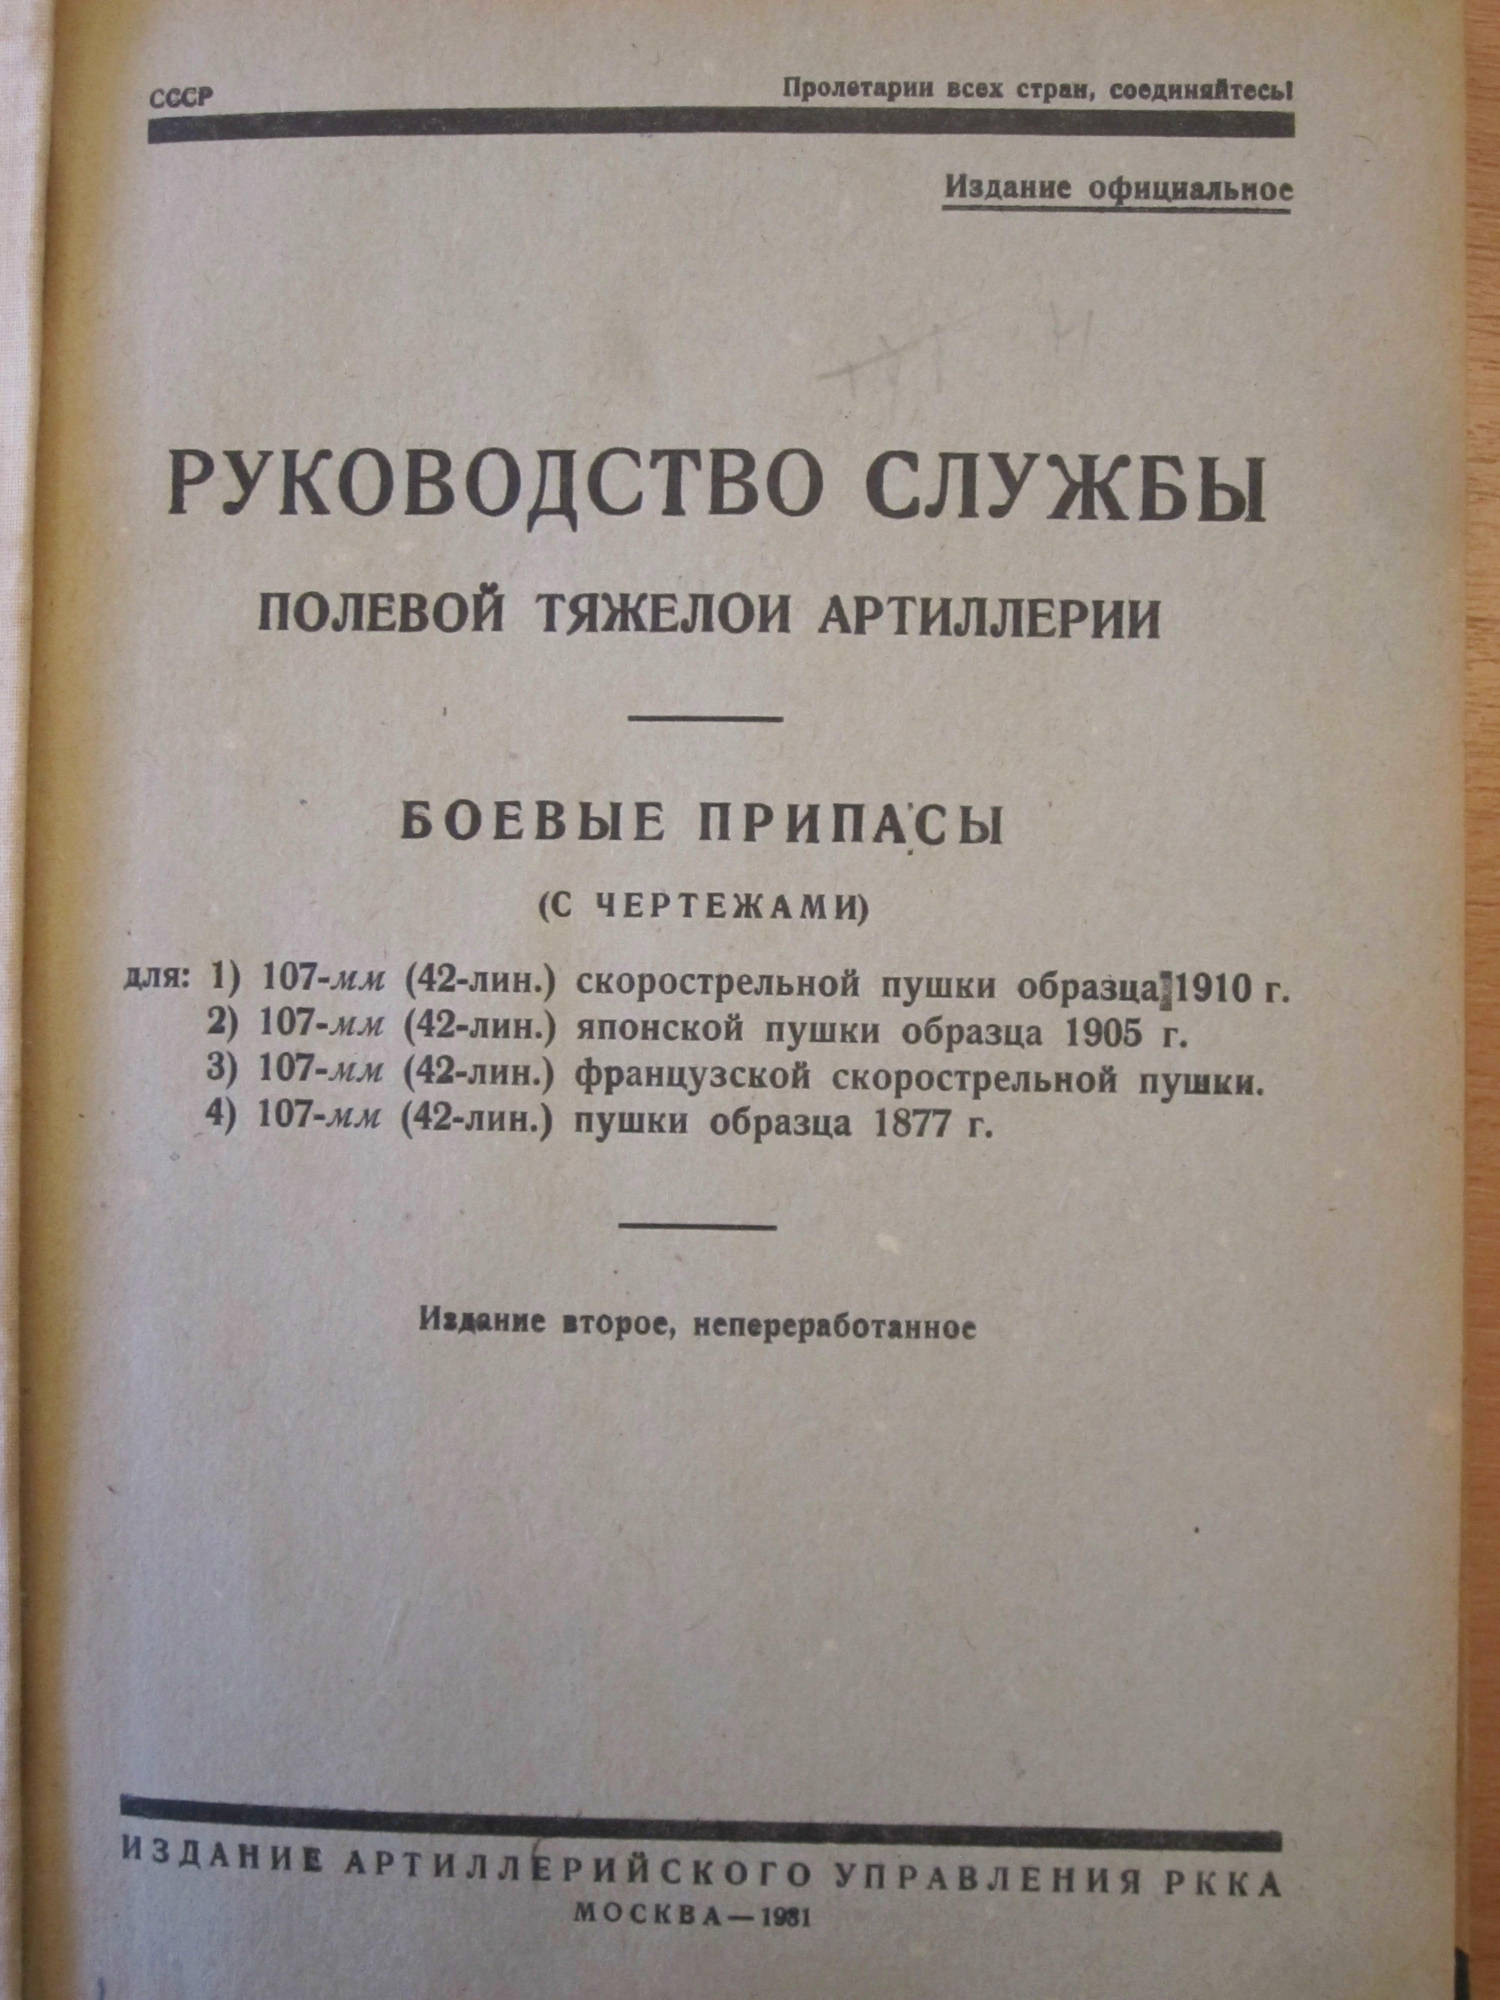 СССР
Пролетарии всех стран, соединяйтесь!
Издание официальное
РУКОВОДСТВО СЛУЖБЫ
ПОЛЕВОЙ ТЯЖЕЛОИ АРТИЛЛЕРИИ
БОЕВЫЕ ПРИПАСЫ
(С ЧЕРТЕЖАМИ)
для: 1) 107-мм (42-лин.) скорострельной пушки образца 1910 г.
2) 107-мм (42-лин.) японской пушки образца 1905 г.
3) 107-мм (42-лин.) французской скорострельной пушки.
4) 107-мм (42-лин.) пушки образца 1877 г.
Издание второе, непереработанное
ИЗДАНИЕ АРТИЛЛЕРИЙСКОГО УПРАВЛЕНИЯ РККА
МОСКВА—1931